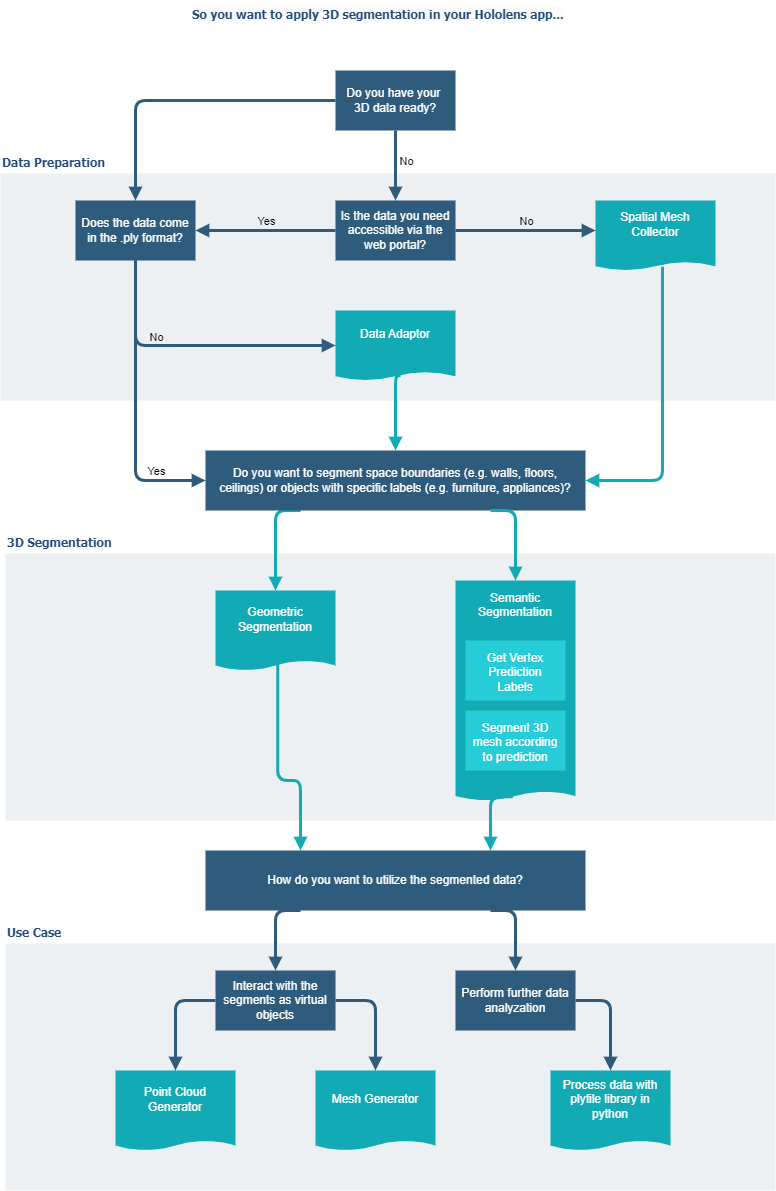 So you want to apply 3D segmentation in your Hololens app...
Do you have your
3D data ready?
No
Data Preparation
Does the data come
in the .ply format?
Yes
Is the data you need
accessible via the
web portal?
No
Spatial Mesh
Collector
No
Data Adaptor
Yes
Do you want to segment space boundaries (e.g. walls, floors,
ceilings) or objects with specific labels (e.g. furniture, appliances)?
3D Segmentation
Geometric
Segmentation
Semantic
Segmentation
Get Vertex
Prediction
Labels
Segment 3D
mesh according
to prediction
How do you want to utilize the segmented data?
Use Case
Interact with the
segments as virtual
objects
Perform further data
analyzation
Point Cloud
Generator
Mesh Generator
Process data with
plyfile library in
python